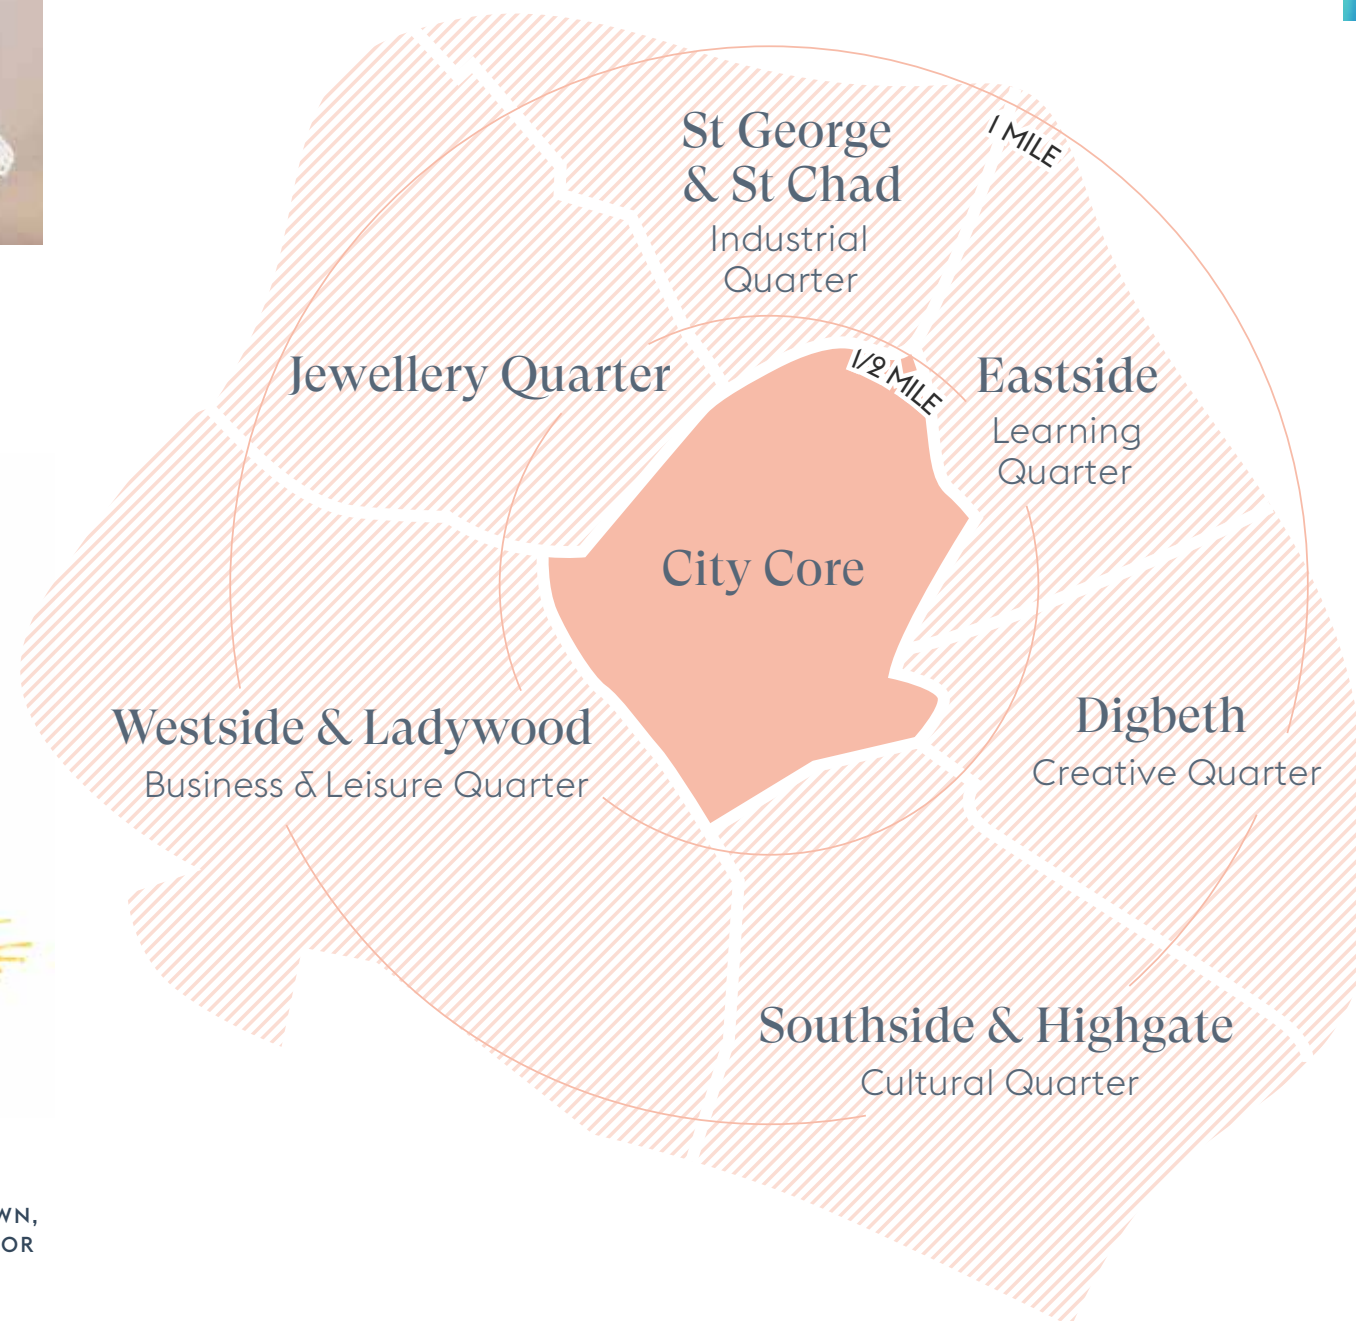 St George
& St Chad
Industrial
Quarter
1 MILE
Jewellery Quarter
1/2 MILE
Eastside
Learning
Quarter
City Core
Westside & Ladywood
Business & Leisure Quarter
Digbeth
Creative Quarter
Southside & Highgate
Cultural Quarter
OR